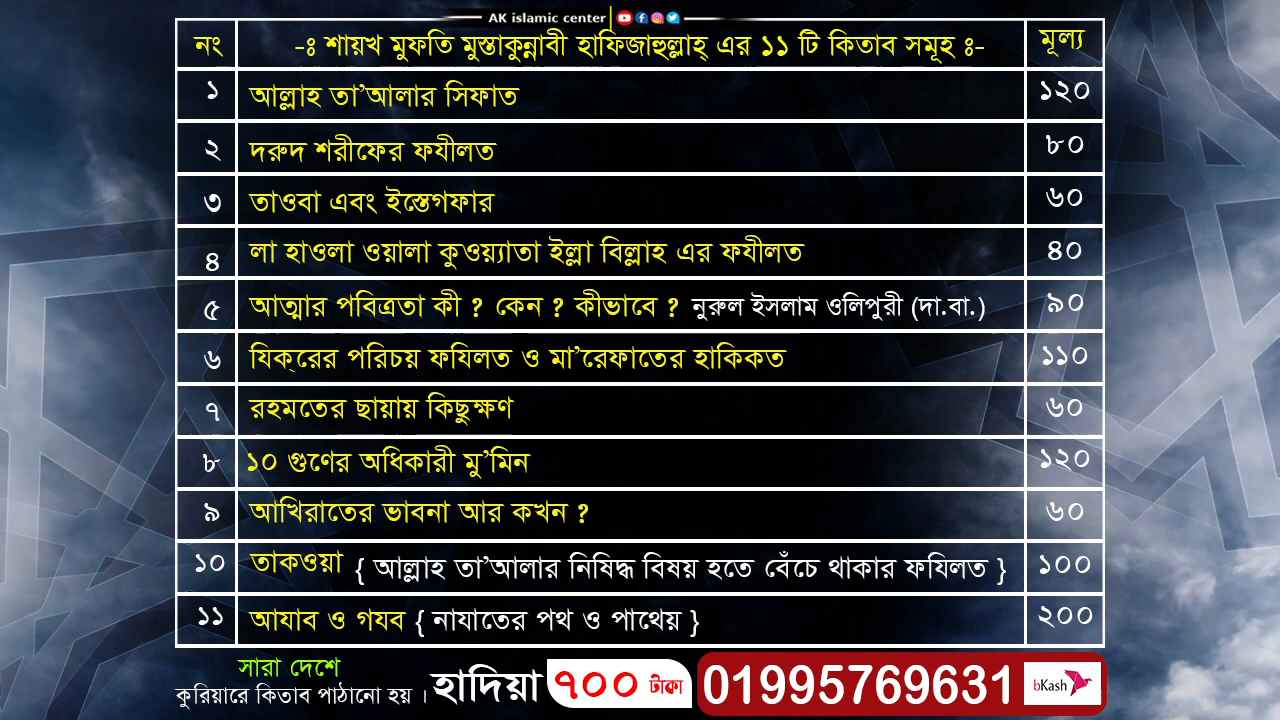 AK islamic center
নং -ঃ শায়খ মুফতি মুস্তাকুন্নাবী হাফিজাহুল্লাহ্ এর ১১ টি কিতাব সমূহ ঃ- মূল্য
১ আল্লাহ তা’আলার সিফাত ১২০
২ দরুদ শরীফের ফযীলত ৮০
৩ তাওবা এবং ইস্তেগফার ৬০
৪ লা হাওলা ওয়ালা কুওয়্যাতা ইল্লা বিল্লাহ এর ফযীলত ৪০
৫ আত্মার পবিত্রতা কী ? কেন ? কীভাবে ? নুরুল ইসলাম ওলিপুরী (দা.বা.) ৯০
৬ যিক্‌রের পরিচয় ফযিলত ও মা’রেফাতের হাকিকত ১১০
৭ রহমতের ছায়ায় কিছুক্ষণ ৬০
৮ ১০ গুণের অধিকারী মু’মিন ১২০
৯ আখিরাতের ভাবনা আর কখন ? ৬০
১০ তাকওয়া { আল্লাহ তা’আলার নিষিদ্ধ বিষয় হতে বেঁচে থাকার ফযিলত } ১০০
১১ আযাব ও গযব { নাযাতের পথ ও পাথেয় } ২০০
সারা দেশে
কুরিয়ারে কিতাব পাঠানো হয় । হাদিয়া ৭০০ টাকা 01995769631 bKash